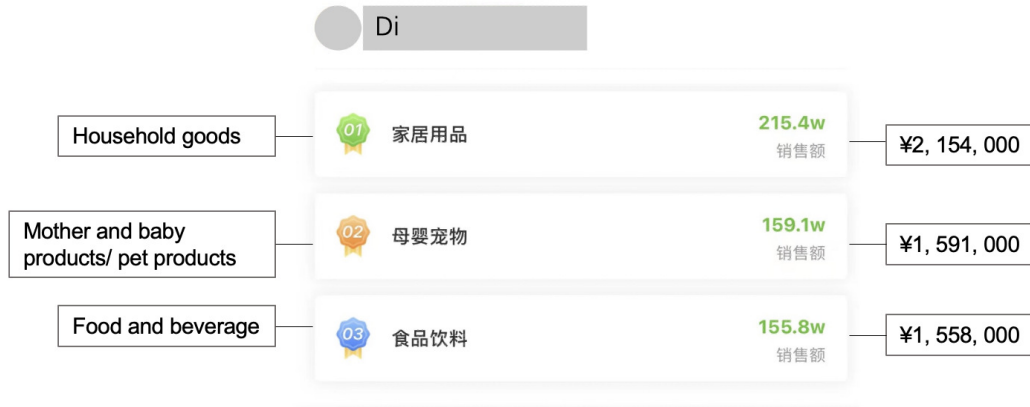 Di
Household goods
01
家居用品
215.4w
销售额
¥2, 154, 000
Mother and baby
products/ pet products
02
母婴宠物
159.1w
销售额
¥1, 591, 000
Food and beverage
03
食品饮料
155.8w
销售额
¥1, 558, 000